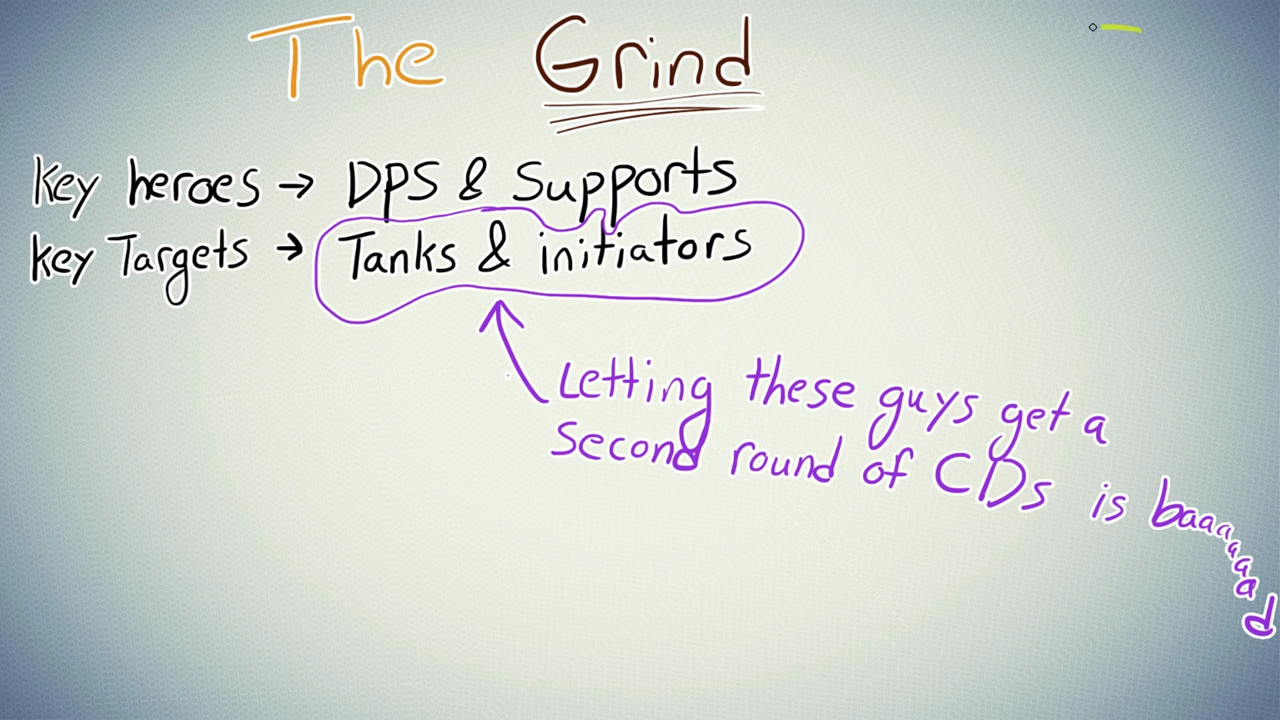 The Grind
Key heroes → DPS & Supports
key Targets → Tanks & initiators
Letting these guys get a
Second round of CDs is baaaaaad